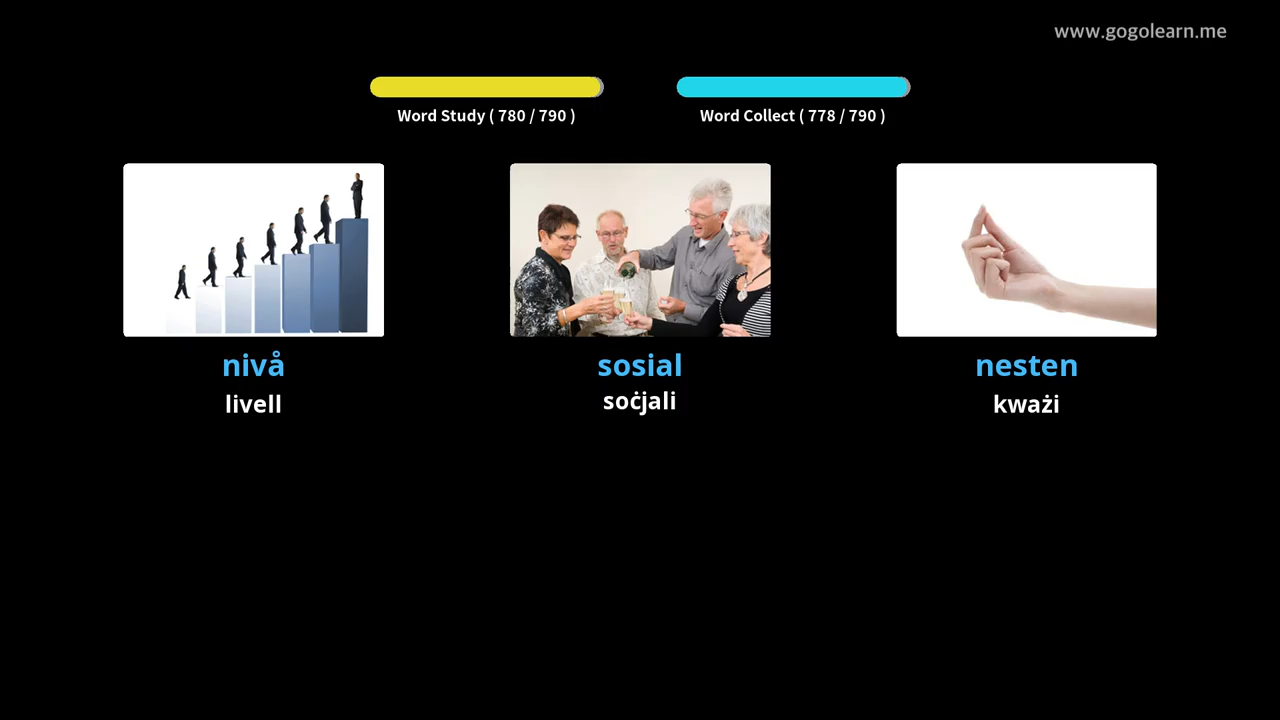 www.gogolearn.me
Word Study ( 780 / 790 )
Word Collect ( 778 / 790 )
nivå
sosial
nesten
livell
soċjali
kważi